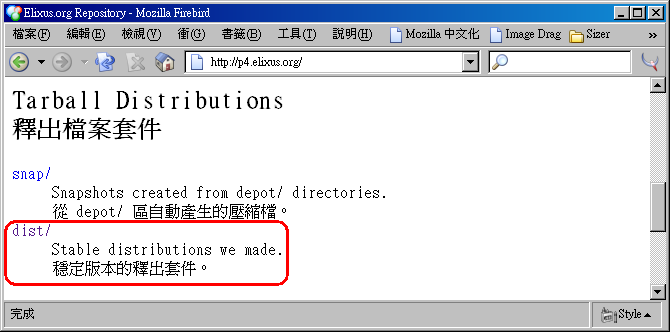 Elixus.org Repository - Mozilla Firebird
檔案(F) 編輯(E) 檢視(V) 衝(G) 書籤(B) 工具(T) 說明(H) Mozilla 中文化 Image Drag Sizer »
http://p4.elixus.org/
Tarball Distributions
釋出檔案套件
snap/
Snapshots created from depot/ directories.
從 depot/ 區自動產生的壓縮檔。
dist/
Stable distributions we made.
穩定版本的釋出套件。
完成 Style